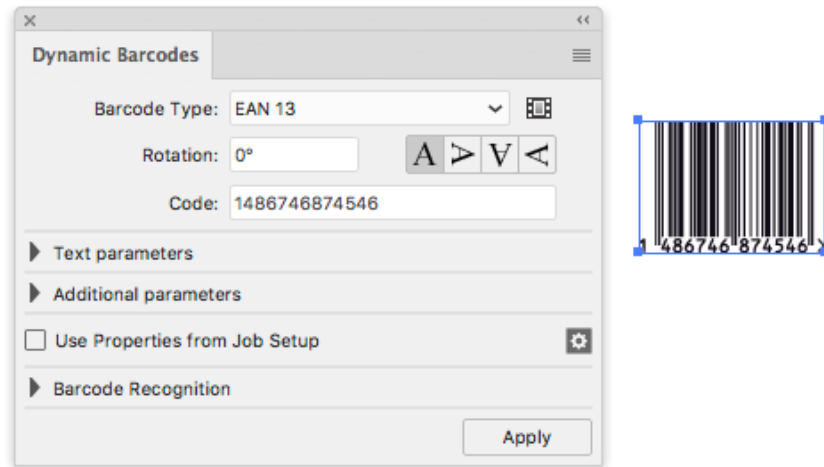 Dynamic Barcodes
Barcode Type: EAN 13
Rotation: 0° A A A A
Code: 1486746874546
Text parameters
Additional parameters
Use Properties from Job Setup
Barcode Recognition
Apply
1 486746 874546